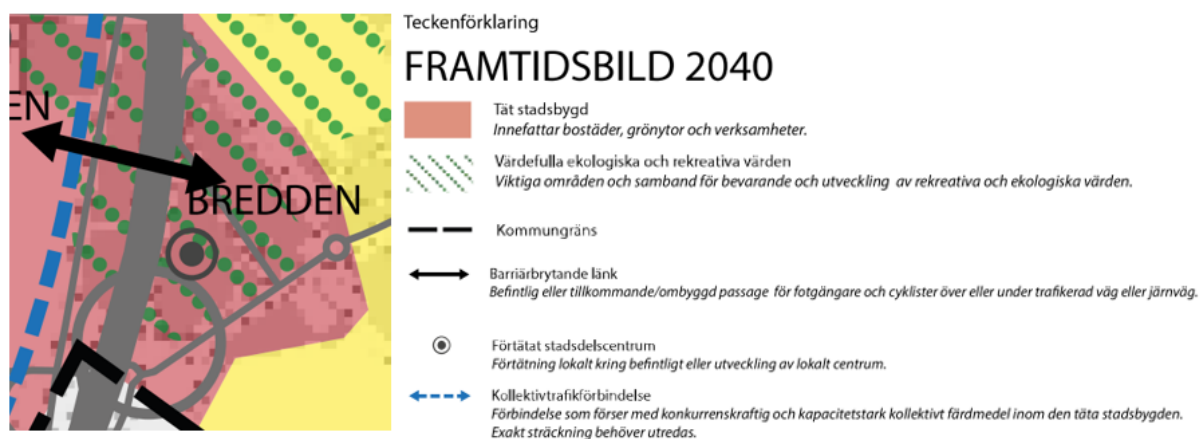 EN
BREDDEN
Teckenförklaring
FRAMTIDSBILD 2040
Tät stadsbygd
Innefattar bostäder, grönytor och verksamheter.
Värdefulla ekologiska och rekreativa värden
Viktiga områden och samband för bevarande och utveckling av rekreativa och ekologiska värden.
Kommungräns
Barriärbrytande länk
Befintlig eller tillkommande/ombyggd passage för fotgängare och cyklister över eller under trafikerad väg eller järnväg.
Förtätat stadsdelscentrum
Förtätning lokalt kring befintligt eller utveckling av lokalt centrum.
Kollektivtrafikförbindelse
Förbindelse som förser med konkurrenskraftig och kapacitetstark kollektivt färdmedel inom den täta stadsbygden.
Exakt sträckning behöver utredas.